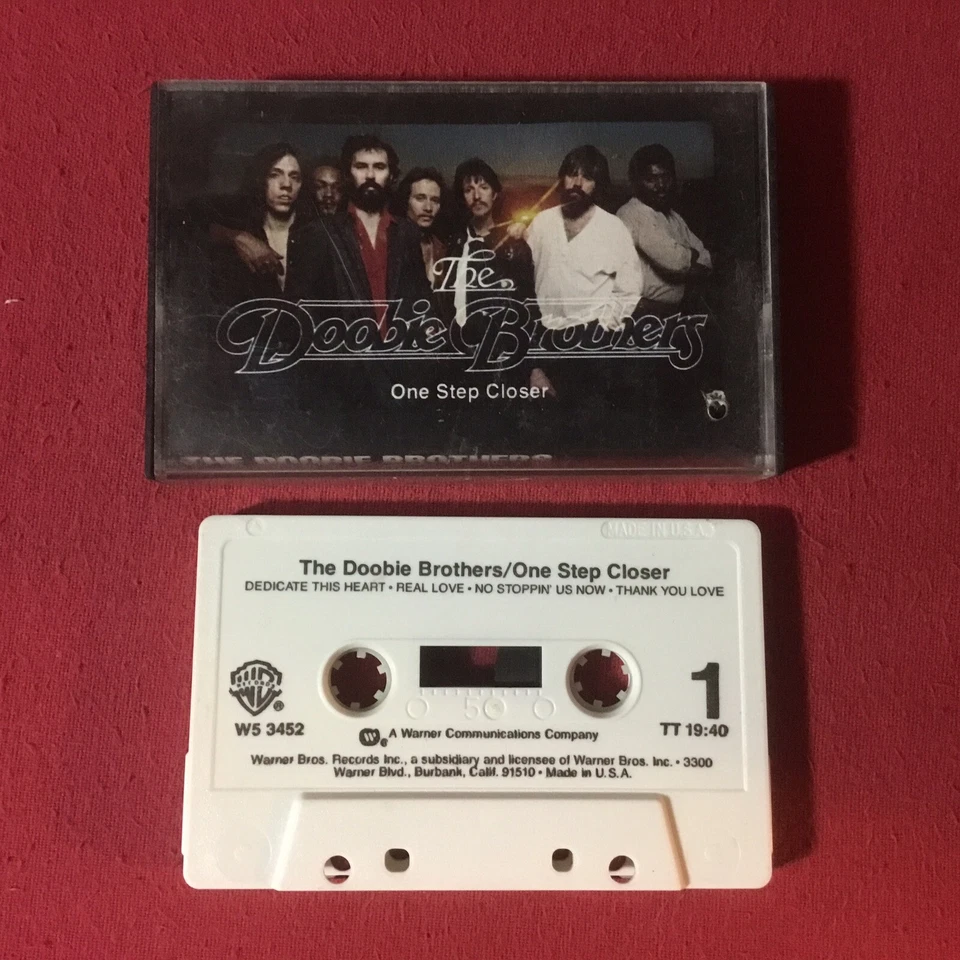 The
Doobie Brothers
One Step Closer
THE DOOBIE BROTHERS
MADE IN U.S.A.
The Doobie Brothers/One Step Closer
DEDICATE THIS HEART • REAL LOVE • NO STOPPIN' US NOW • THANK YOU LOVE
1
50
W5 3452
TT 19:40
A Warner Communications Company
Warner Bros. Records Inc., a subsidiary and licensee of Warner Bros. Inc. • 3300
Warner Blvd., Burbank, Calif. 91510 • Made in U.S.A.